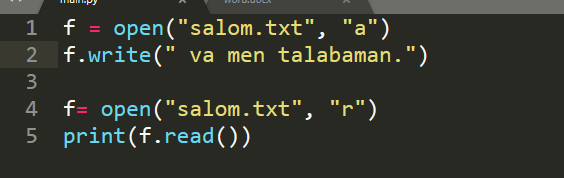 main.py word.docx
1 f = open("salom.txt", "a")
2 f.write(" va men talabaman.")
3
4 f= open("salom.txt", "r")
5 print(f.read())